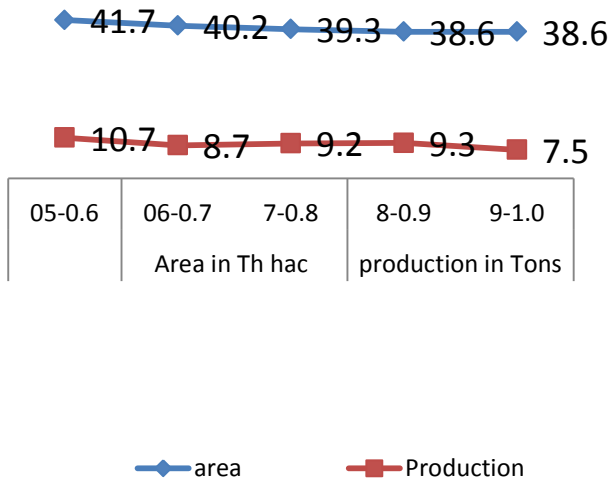 41.7 40.2 39.3 38.6 38.6
10.7 8.7 9.2 9.3 7.5
05-0.6 06-0.7 7-0.8 8-0.9 9-1.0
Area in Th hac production in Tons
area Production